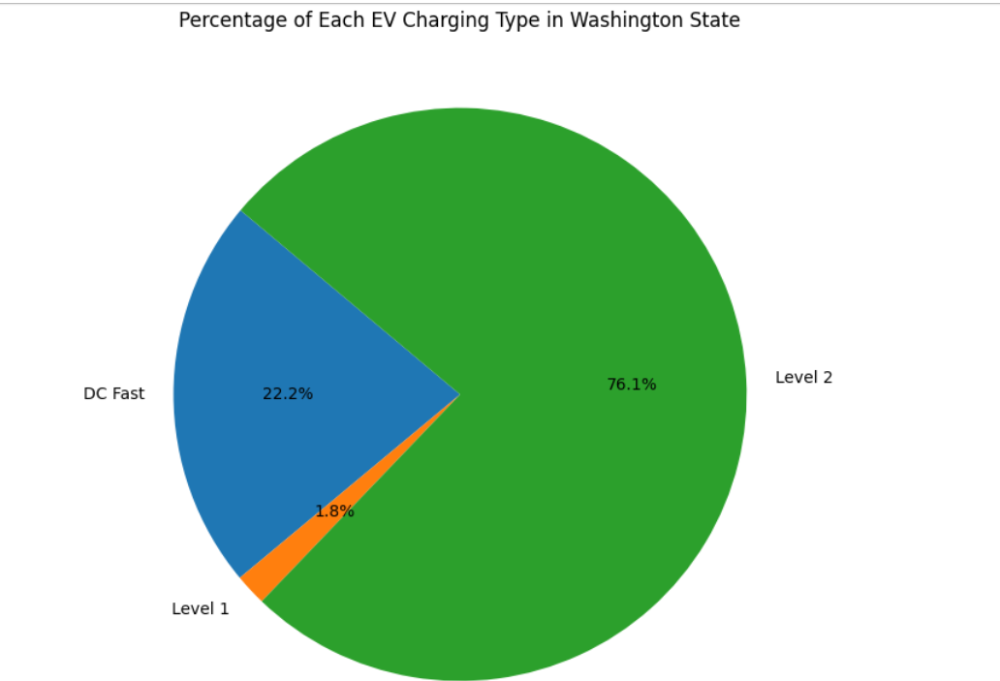 Percentage of Each EV Charging Type in Washington State
Level 2
76.1%
DC Fast
22.2%
1.8%
Level 1